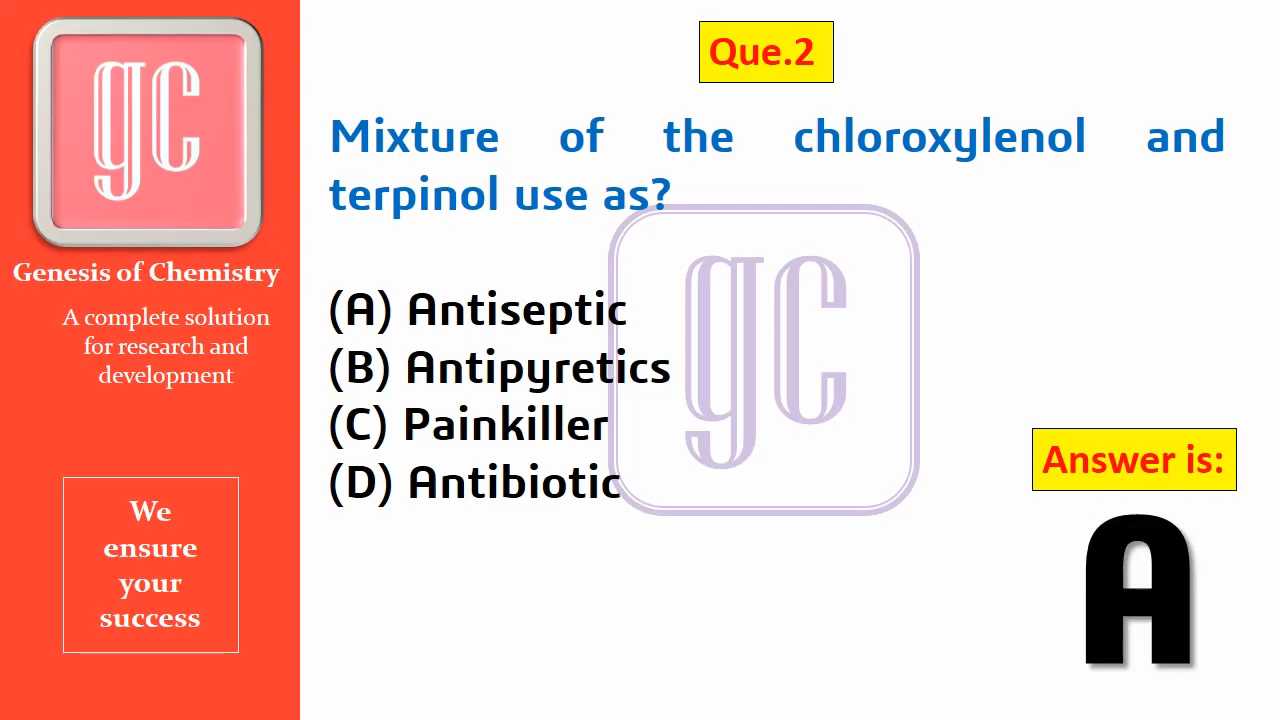 gc
Genesis of Chemistry
A complete solution
for research and
development
We
ensure
your
success
Que.2
Mixture of the chloroxylenol and
terpinol use as?
(A) Antiseptic
(B) Antipyretics
(C) Painkiller
(D) Antibiotic
gc
Answer is:
A